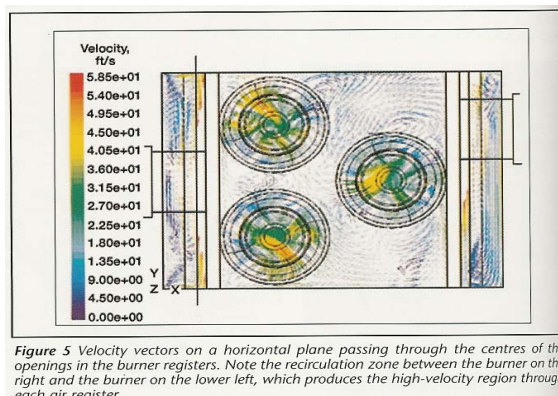 Velocity,
ft/s
5.85e+01
5.40e+01
4.95e+01
4.50e+01
4.05e+01
3.60e+01
3.15e+01
2.70e+01
2.25e+01
1.80e+01
1.35e+01
9.00e+00
4.50e+00
0.00e+00
Y
Z X
Figure 5 Velocity vectors on a horizontal plane passing through the centres of th
openings in the burner registers. Note the recirculation zone between the burner on th
right and the burner on the lower left, which produces the high-velocity region throug
each air register